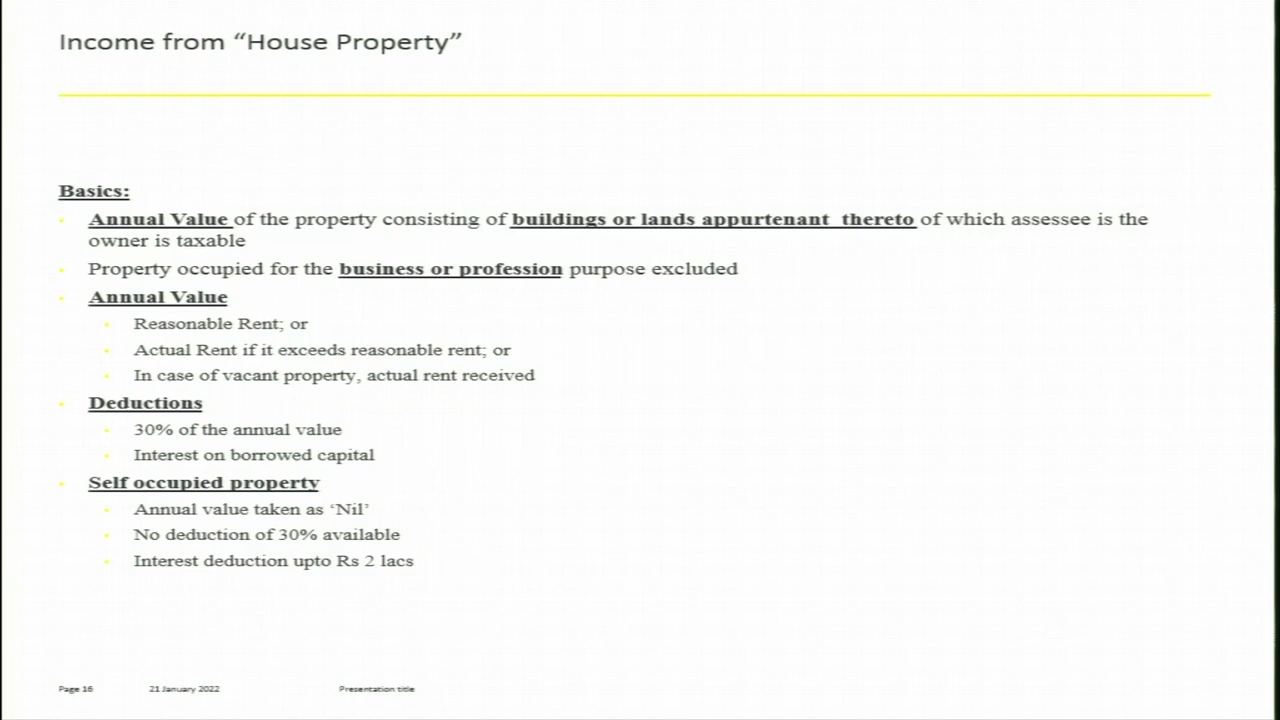 Income from “House Property”
Basics:
Annual Value of the property consisting of buildings or lands appurtenant thereto of which assessee is the
owner is taxable
Property occupied for the business or profession purpose excluded
Annual Value
Reasonable Rent; or
Actual Rent if it exceeds reasonable rent; or
In case of vacant property, actual rent received
Deductions
30% of the annual value
Interest on borrowed capital
Self occupied property
Annual value taken as ‘Nil’
No deduction of 30% available
Interest deduction upto Rs 2 lacs
Page 16 21 January 2022 Presentation title